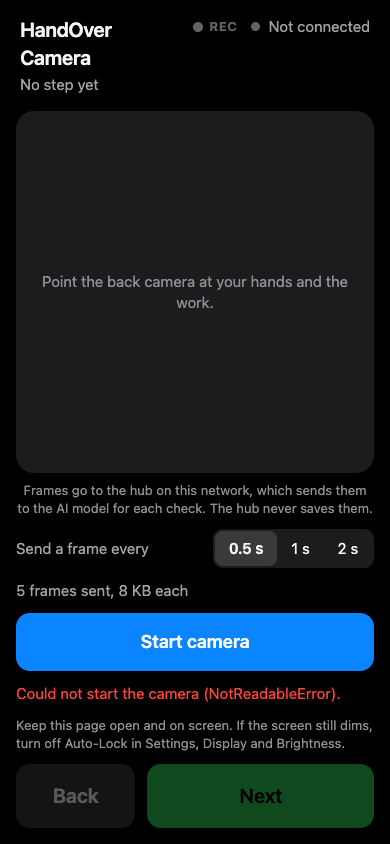 HandOver
Camera
REC
Not connected
No step yet
Point the back camera at your hands and the
work.
Frames go to the hub on this network, which sends them
to the AI model for each check. The hub never saves them.
Send a frame every
0.5 s
1 s
2 s
5 frames sent, 8 KB each
Start camera
Could not start the camera (NotReadableError).
Keep this page open and on screen. If the screen still dims,
turn off Auto-Lock in Settings, Display and Brightness.
Back
Next